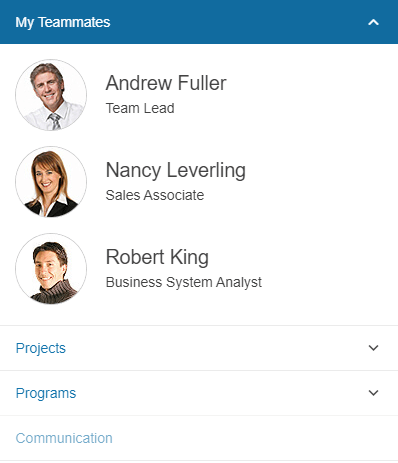 My Teammates
Andrew Fuller
Team Lead
Nancy Leverling
Sales Associate
Robert King
Business System Analyst
Projects
Programs
Communication